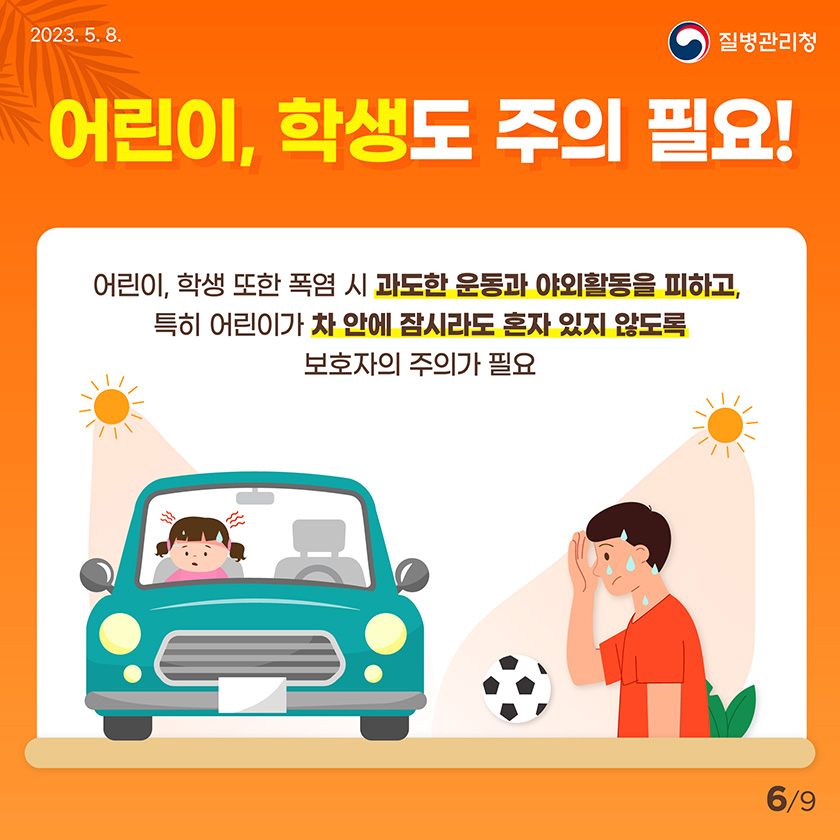 2023. 5. 8.
질병관리청
어린이, 학생도 주의 필요!
어린이, 학생 또한 폭염 시 과도한 운동과 야외활동을 피하고,
특히 어린이가 차 안에 잠시라도 혼자 있지 않도록
보호자의 주의가 필요
6/9